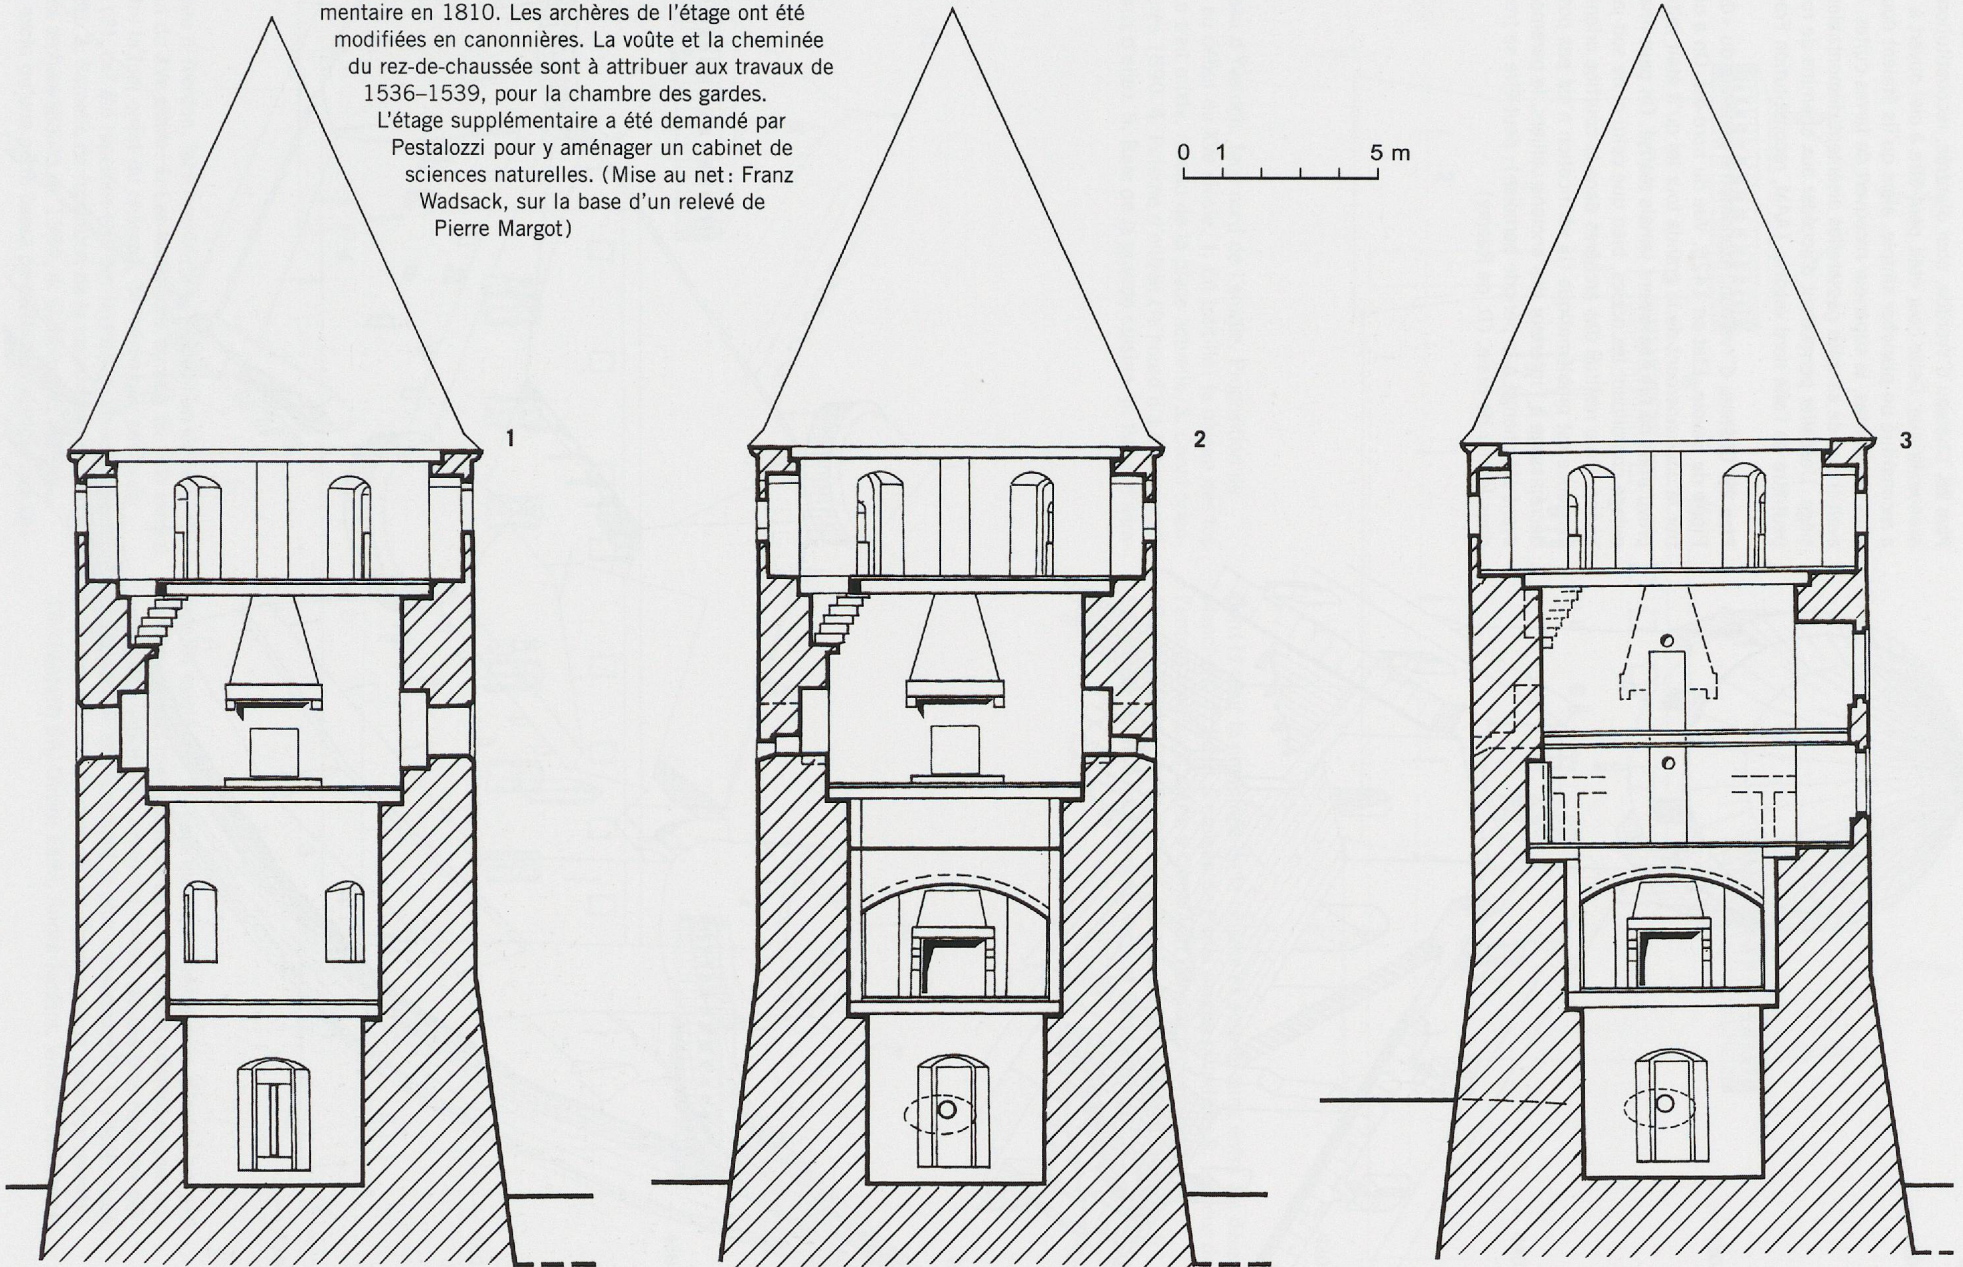 mentaire en 1810. Les archères de l'étage ont été
modifiées en canonnières. La voûte et la cheminée
du rez-de-chaussée sont à attribuer aux travaux de
1536–1539, pour la chambre des gardes.
L'étage supplémentaire a été demandé par
Pestalozzi pour y aménager un cabinet de
sciences naturelles. (Mise au net: Franz
Wadsack, sur la base d'un relevé de
Pierre Margot)
0 1 5 m
1
2
3